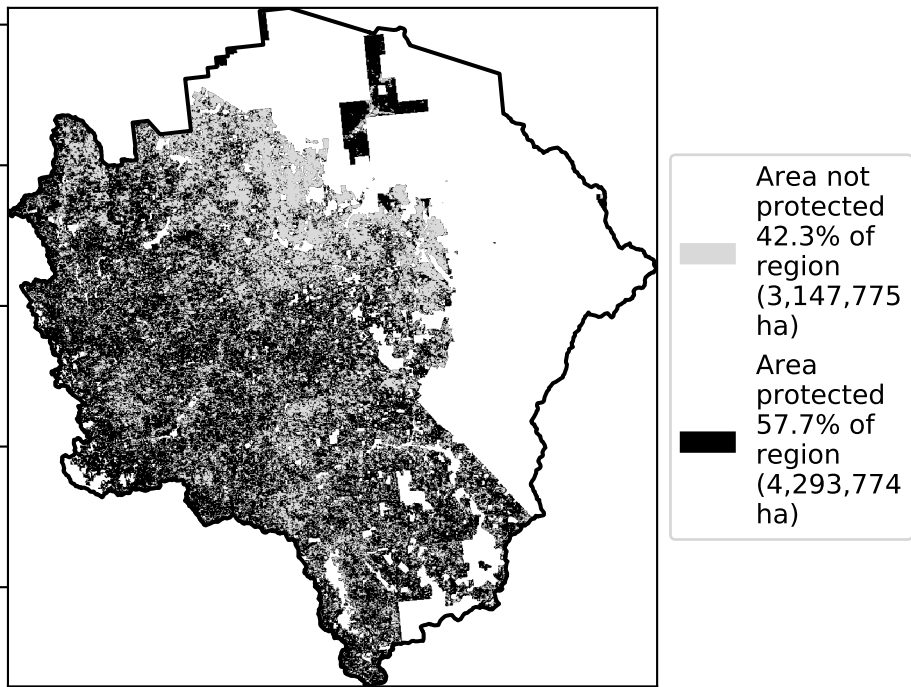 Area not
protected
42.3% of
region
(3,147,775
ha)
Area
protected
57.7% of
region
(4,293,774
ha)